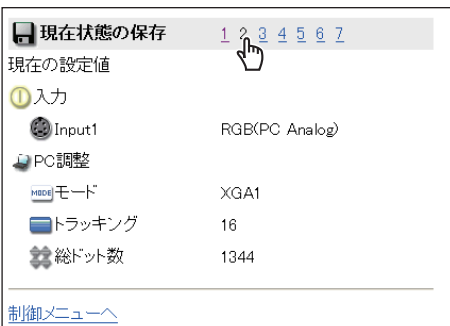 現在状態の保存 1 2 3 4 5 6 7
現在の設定値
入力
Input1 RGB(PC Analog)
PC調整
MODE モード XGA1
トラッキング 16
総ドット数 1344
制御メニューへ